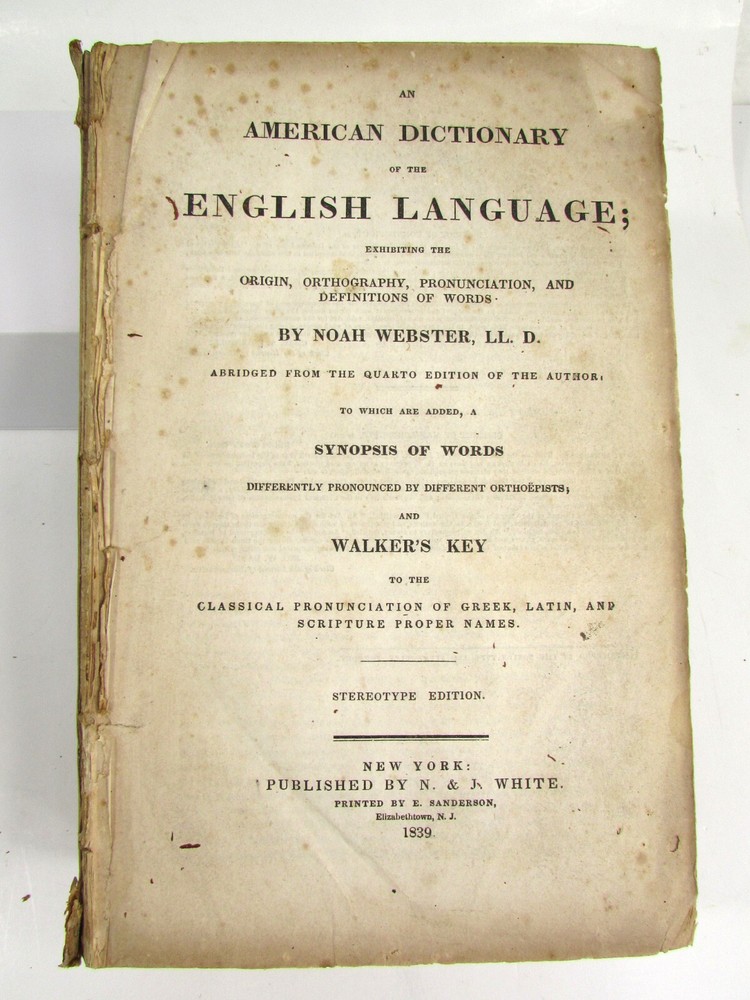 AN
AMERICAN DICTIONARY
OF THE
ENGLISH LANGUAGE;
EXHIBITING THE
ORIGIN, ORTHOGRAPHY, PRONUNCIATION, AND
DEFINITIONS OF WORDS.
BY NOAH WEBSTER, LL. D.
ABRIDGED FROM THE QUARTO EDITION OF THE AUTHOR:
TO WHICH ARE ADDED, A
SYNOPSIS OF WORDS
DIFFERENTLY PRONOUNCED BY DIFFERENT ORTHOËPISTS;
AND
WALKER'S KEY
TO THE
CLASSICAL PRONUNCIATION OF GREEK, LATIN, AND
SCRIPTURE PROPER NAMES.
STEREOTYPE EDITION.
NEW YORK:
PUBLISHED BY N. & J. WHITE.
PRINTED BY E. SANDERSON,
Elizabethtown, N. J.
1839